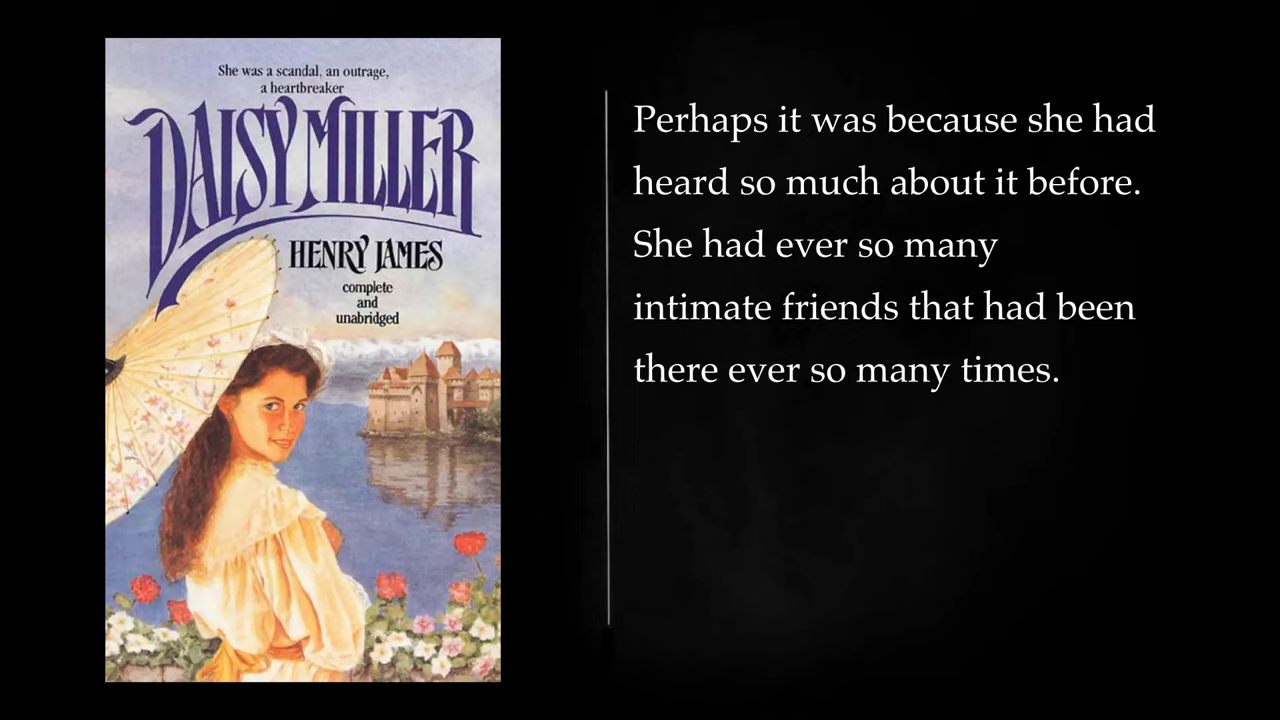 She was a scandal, an outrage,
a heartbreaker
DAISY MILLER
HENRY JAMES
complete
and
unabridged
Perhaps it was because she had
heard so much about it before.
She had ever so many
intimate friends that had been
there ever so many times.